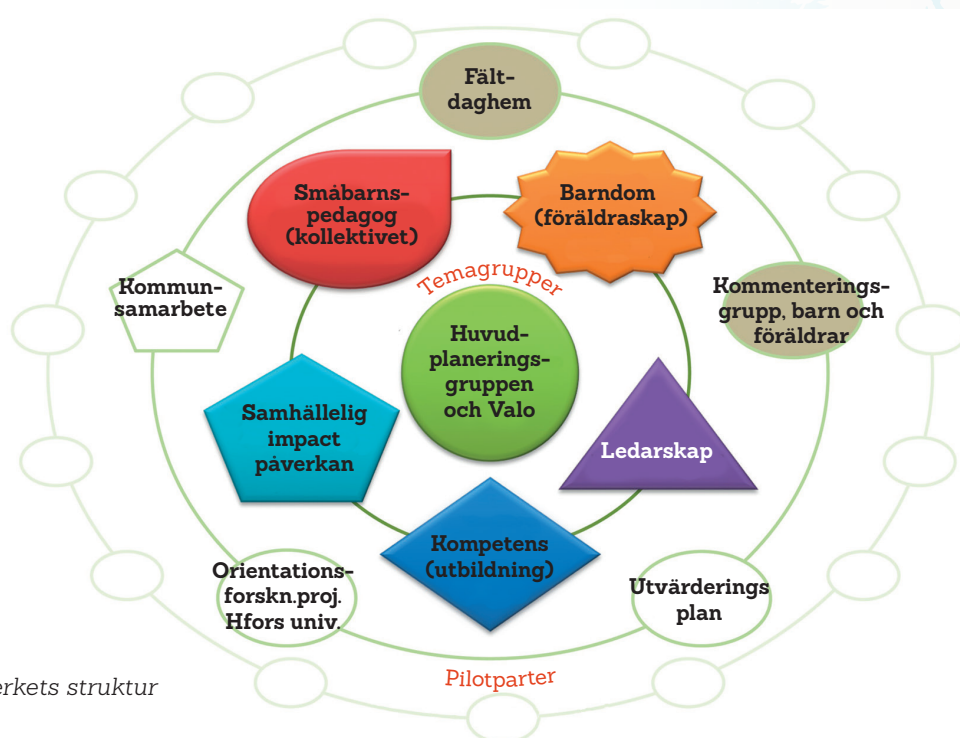 Fält-
daghem
Småbarns-
pedagog
(kollektivet)
Barndom
(föräldraskap)
Temagrupper
Kommun-
samarbete
Kommenterings-
grupp, barn och
föräldrar
Huvud-
planerings-
gruppen
och Valo
Samhällelig
impact
påverkan
Ledarskap
Kompetens
(utbildning)
Orientations-
forskn.proj.
Hfors univ.
Utvärderings
plan
Pilotparter
erkets struktur